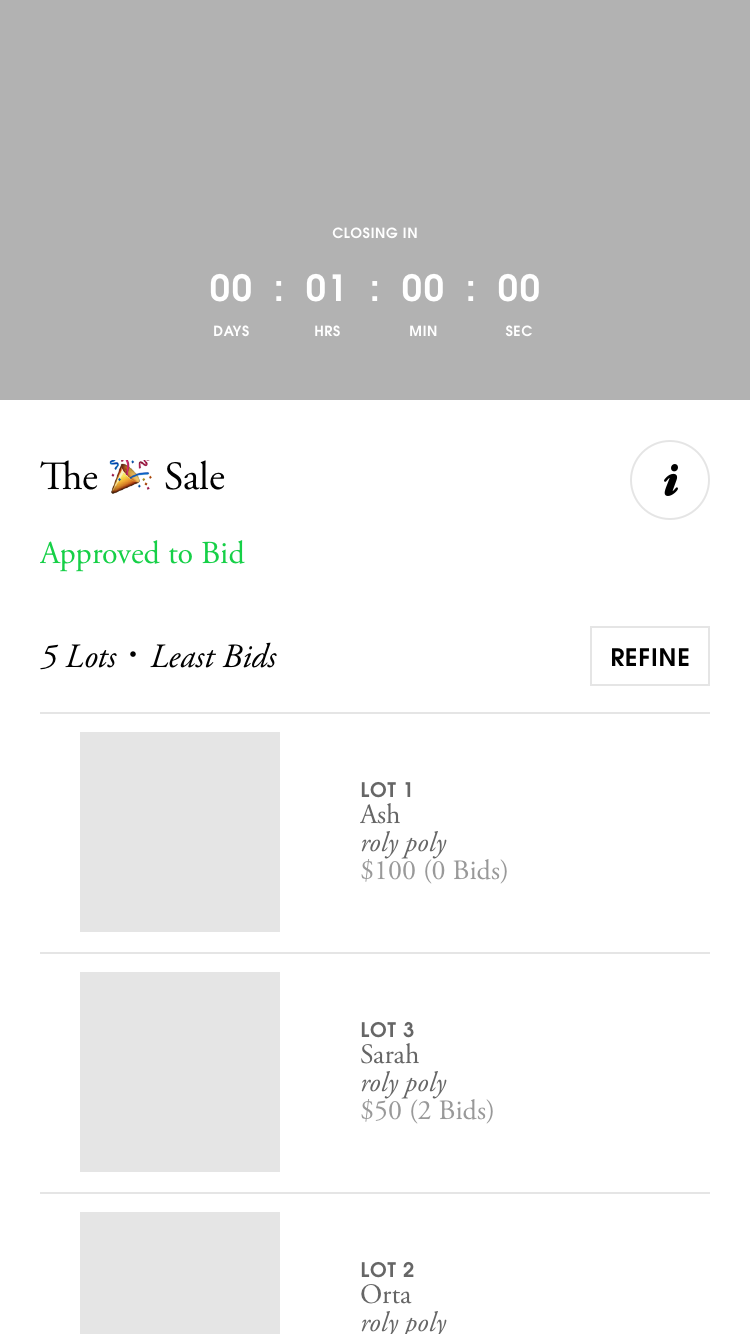 CLOSING IN
00 : 01 : 00 : 00
DAYS HRS MIN SEC
The 🎉 Sale
i
Approved to Bid
5 Lots • Least Bids
REFINE
LOT 1
Ash
roly poly
$100 (0 Bids)
LOT 3
Sarah
roly poly
$50 (2 Bids)
LOT 2
Orta
roly poly